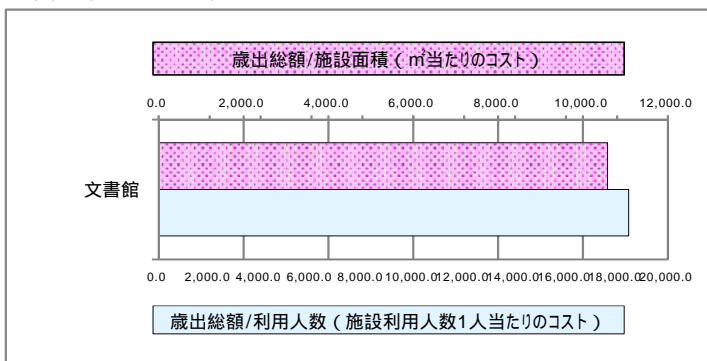 歳出総額/施設面積（㎡当たりのコスト）
0.0 2,000.0 4,000.0 6,000.0 8,000.0 10,000.0 12,000.0
文書館
0.0 2,000.0 4,000.0 6,000.0 8,000.0 10,000.0 12,000.0 14,000.0 16,000.0 18,000.0 20,000.0
歳出総額/利用人数（施設利用人数1人当たりのコスト）